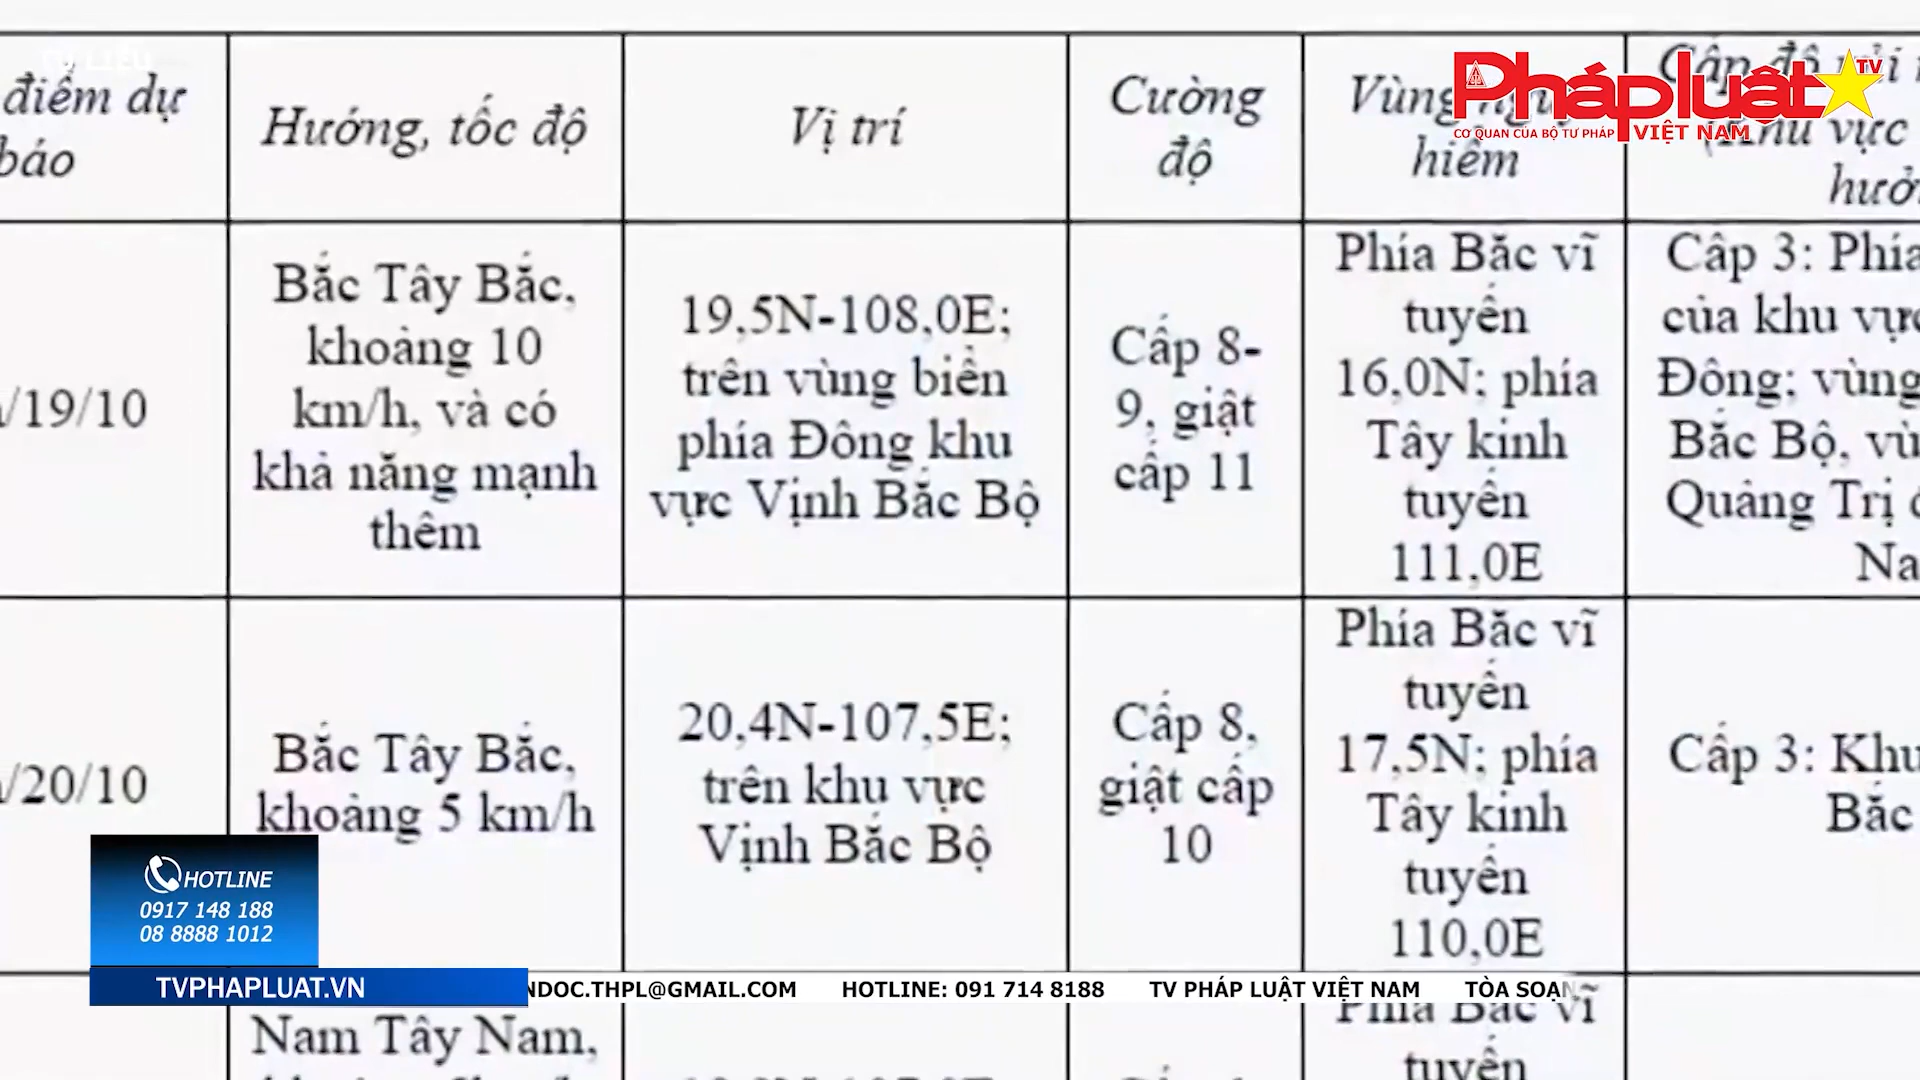 TƯ LIỆU
điểm dự
báo
Hướng, tốc độ
Vị trí
Cường
độ
Vùng
hiểm
Cấp độ rủi
vực
hưở
Pháp luật TV
CƠ QUAN CỦA BỘ TƯ PHÁP VIỆT NAM
/19/10
Bắc Tây Bắc,
khoảng 10
km/h, và có
khả năng mạnh
thêm
19,5N-108,0E;
trên vùng biển
phía Đông khu
vực Vịnh Bắc Bộ
Cấp 8-
9, giật
cấp 11
Phía Bắc vĩ
tuyến
16,0N; phía
Tây kinh
tuyến
111,0E
Cấp 3: Phía
của khu vực
Đông; vùng
Bắc Bộ, vù
Quảng Trị đ
Na
/20/10
Bắc Tây Bắc,
khoảng 5 km/h
20,4N-107,5E;
trên khu vực
Vịnh Bắc Bộ
Cấp 8,
giật cấp
10
Phía Bắc vĩ
tuyến
17,5N; phía
Tây kinh
tuyến
110,0E
Cấp 3: Khu
Bắc
Nam Tây Nam,
Phía Bắc vĩ
tuyến
HOTLINE
0917 148 188
08 8888 1012
TVPHAPLUAT.VN
NDOC.THPL@GMAIL.COM HOTLINE: 091 714 8188 TV PHÁP LUẬT VIỆT NAM TÒA SOẠN